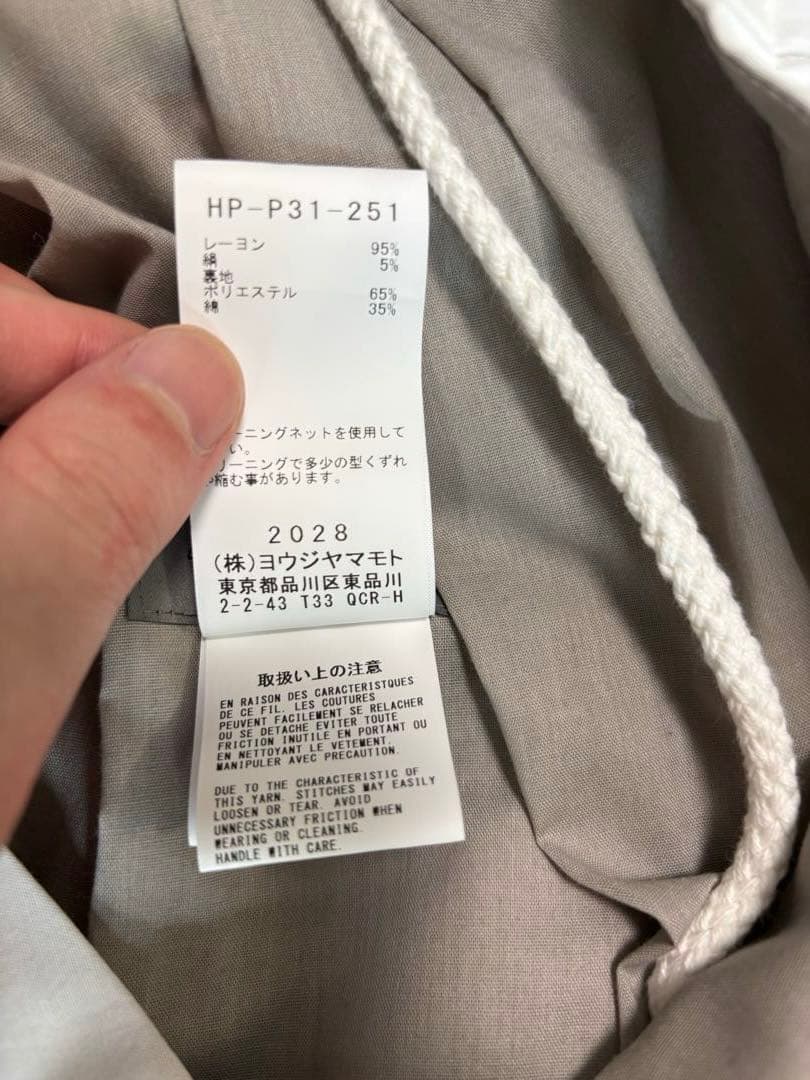 HP-P31-251
レーヨン 95%
絹 5%
裏地
ポリエステル 65%
綿 35%
ーニングネットを使用して
い。
リーニングで多少の型くずれ
縮む事があります。
2028
(株)ヨウジヤマモト
東京都品川区東品川
2-2-43 T33 QCR-H
取扱い上の注意
EN RAISON DES CARACTERISTQUES
DE CE FIL. LES COUTURES
PEUVENT FACILEMENT SE RELACHER
OU SE DETACHE EVITER TOUTE
FRICTION INUTILE EN PORTANT OU
EN NETTOYANT LE VETEMENT.
MANIPULER AVEC PRECAUTION.
DUE TO THE CHARACTERISTIC OF
THIS YARN. STITCHES MAY EASILY
LOOSEN OR TEAR. AVOID
UNNECESSARY FRICTION WHEN
WEARING OR CLEANING.
HANDLE WITH CARE.